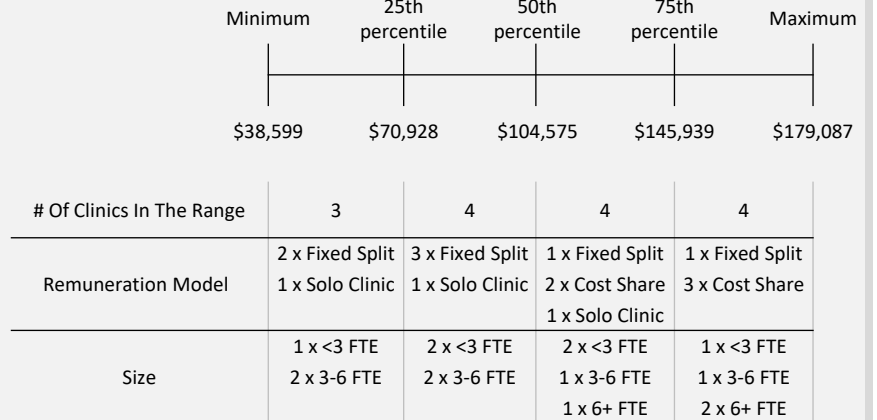 Minimum 25th percentile 50th percentile 75th percentile Maximum
$38,599 $70,928 $104,575 $145,939 $179,087
# Of Clinics In The Range 3 4 4 4
Remuneration Model
2 x Fixed Split 3 x Fixed Split 1 x Fixed Split 1 x Fixed Split
1 x Solo Clinic 1 x Solo Clinic 2 x Cost Share 3 x Cost Share
1 x Solo Clinic
Size
1 x <3 FTE 2 x <3 FTE 2 x <3 FTE 1 x <3 FTE
2 x 3-6 FTE 2 x 3-6 FTE 1 x 3-6 FTE 1 x 3-6 FTE
1 x 6+ FTE 2 x 6+ FTE